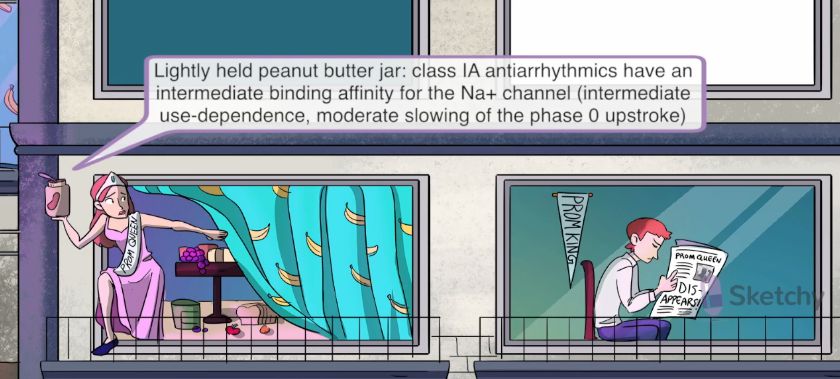 Lightly held peanut butter jar: class IA antiarrhythmics have an
intermediate binding affinity for the Na+ channel (intermediate
use-dependence, moderate slowing of the phase 0 upstroke)
PROM QUEEN
PROM KING
PROM QUEEN
DIS-
APPEARS!
Sketchy